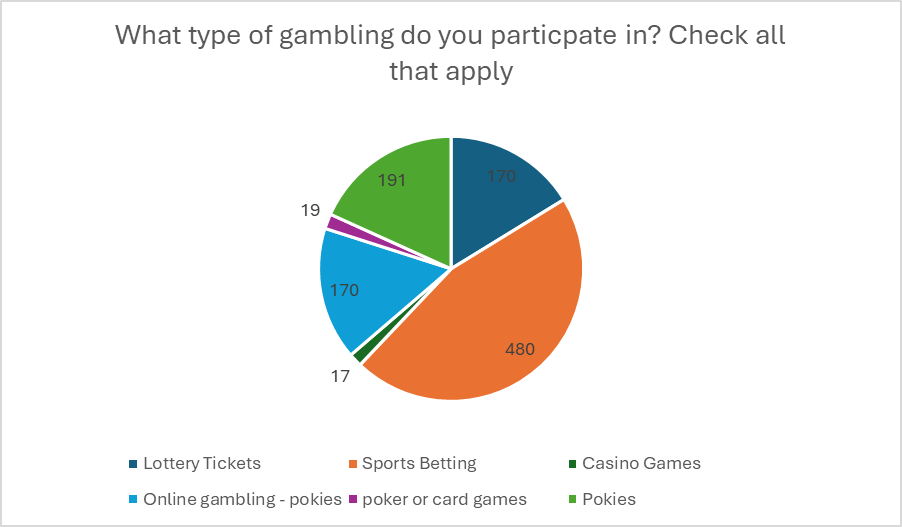 What type of gambling do you particpate in? Check all
that apply
170
480
17
170
19
191
Lottery Tickets
Sports Betting
Casino Games
Online gambling - pokies
poker or card games
Pokies